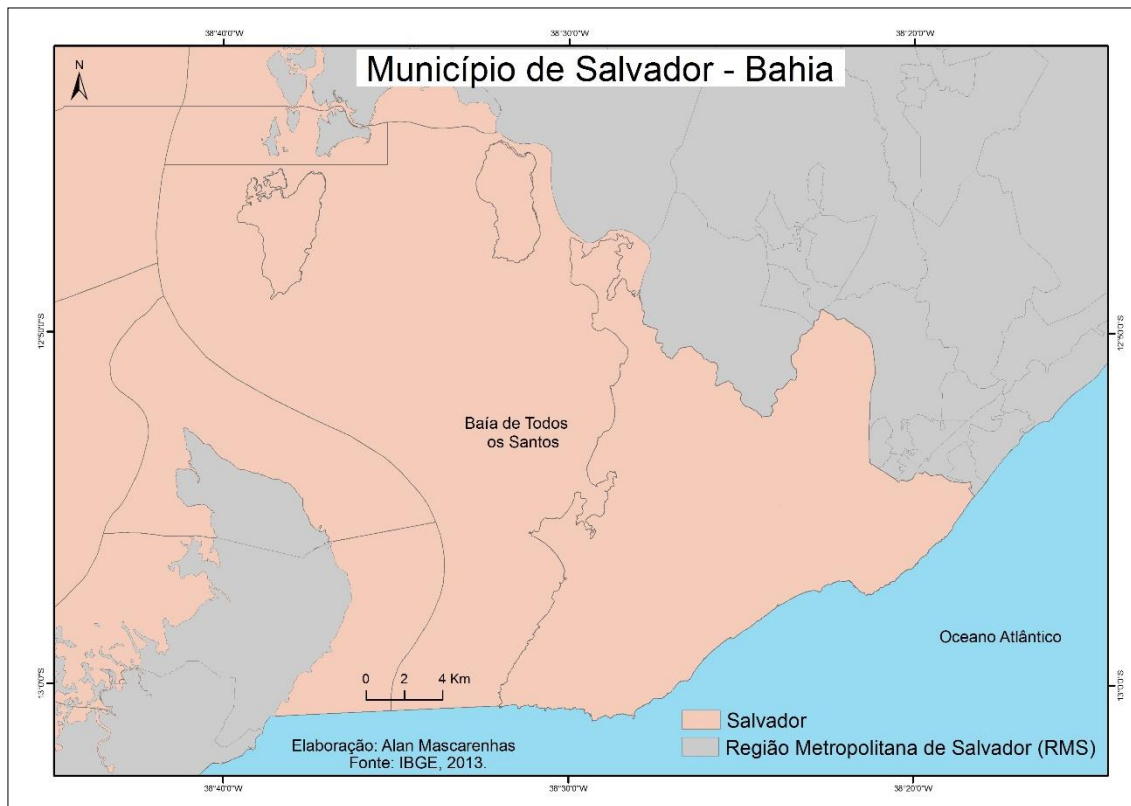 38°40'0"W
38°30'0"W
38°20'0"W
N
Município de Salvador - Bahia
12°50'0"S
12°50'0"S
Baía de Todos
os Santos
Oceano Atlântico
13°0'0"S
13°0'0"S
0 2 4 Km
Salvador
Região Metropolitana de Salvador (RMS)
Elaboração: Alan Mascarenhas
Fonte: IBGE, 2013.
38°40'0"W
38°30'0"W
38°20'0"W